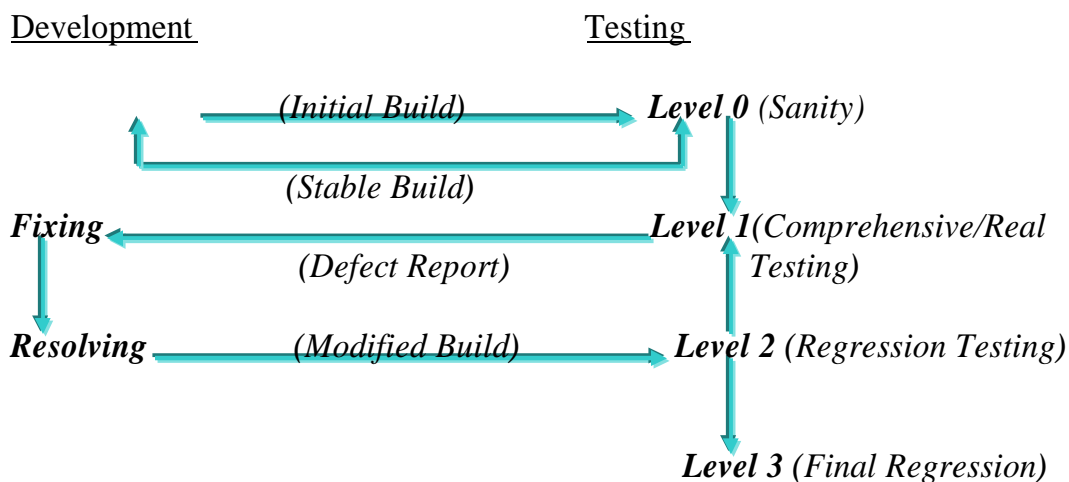 Development Testing
(Initial Build) Level 0 (Sanity)
(Stable Build)
Fixing Level 1(Comprehensive/Real
(Defect Report) Testing)
Resolving (Modified Build) Level 2 (Regression Testing)
Level 3 (Final Regression)